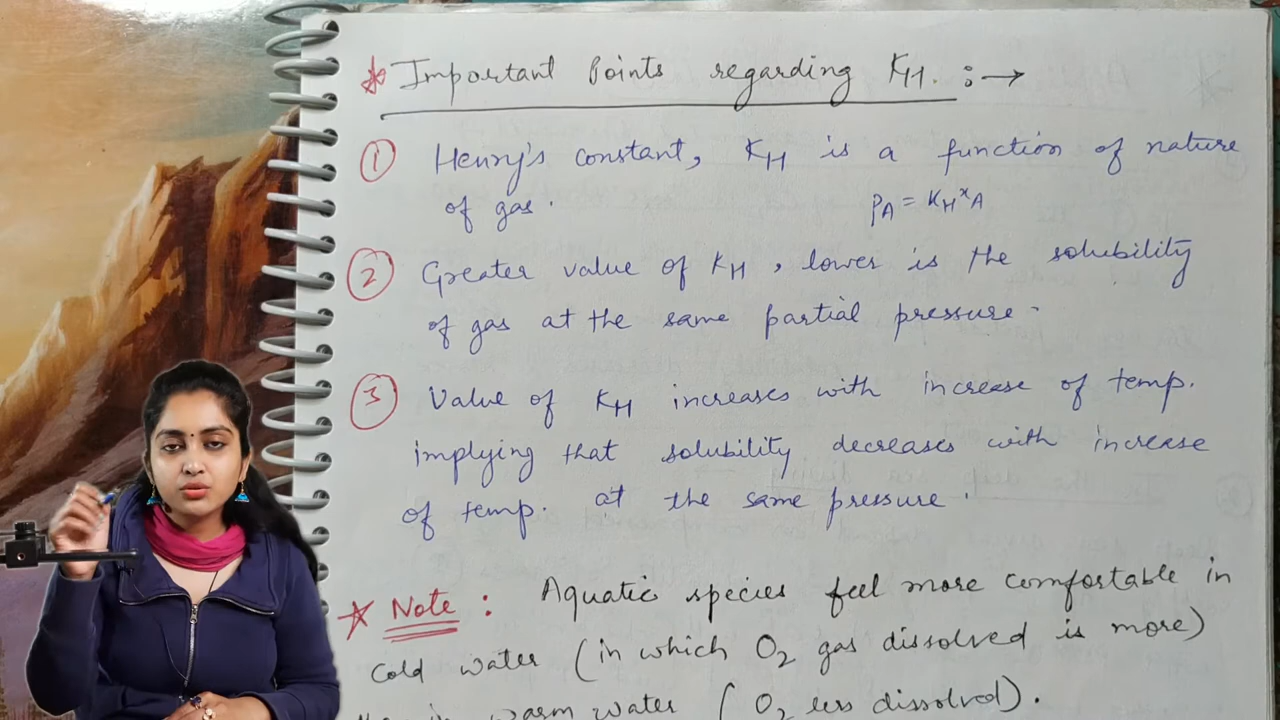 * Important Points regarding KH. :→
① Henry's constant, KH is a function of nature
of gas.
pA = KH xA
② Greater value of KH, lower is the solubility
of gas at the same partial pressure.
③ Value of KH increases with increase of temp.
implying that solubility decreases with increase
of temp. at the same pressure.
* Note : Aquatic species feel more comfortable in
cold water (in which O2 gas dissolved is more)
in warm water (O2 less dissolved).